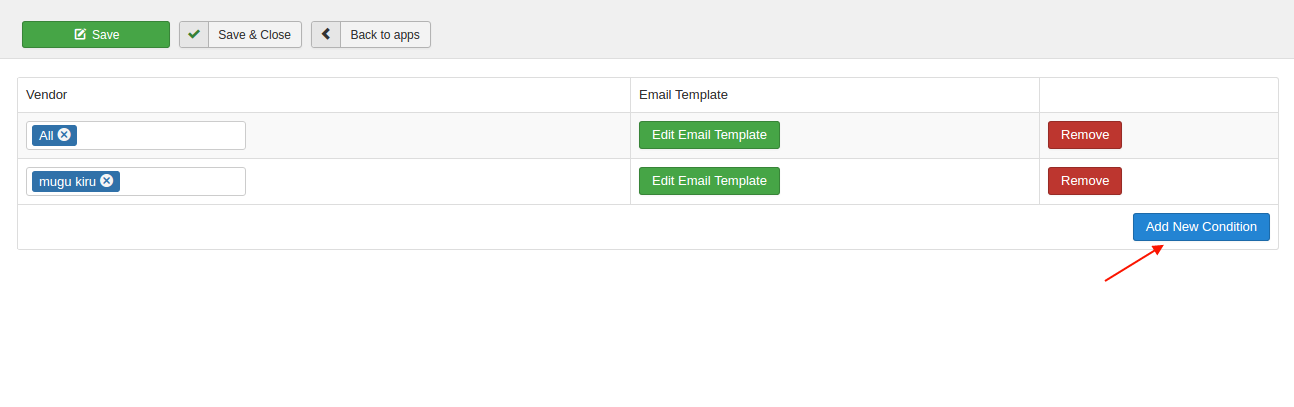 Save
Save & Close
Back to apps
Vendor
Email Template
All
Edit Email Template
Remove
mugu kiru
Edit Email Template
Remove
Add New Condition